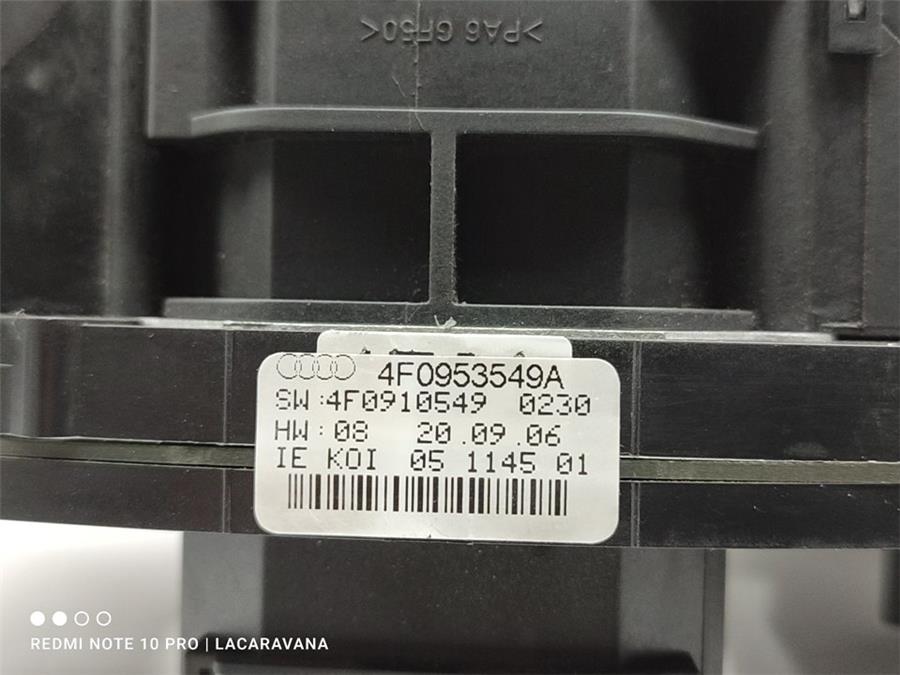 >PA6 GF50<
4F0953549A
SW:4F0910549 0230
HW:08 20.09.06
IE KOI 05 1145 01
REDMI NOTE 10 PRO | LACARAVANA